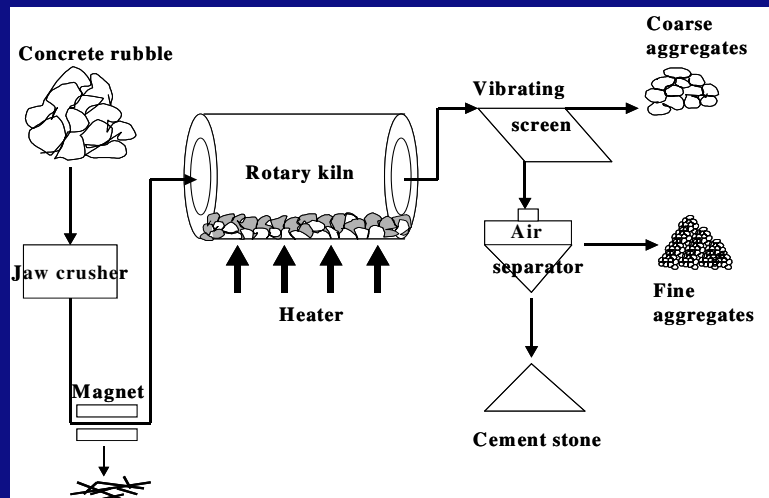 Concrete rubble
Jaw crusher
Magnet
Rotary kiln
Heater
Vibrating
screen
Coarse
aggregates
Air
separator
Fine
aggregates
Cement stone